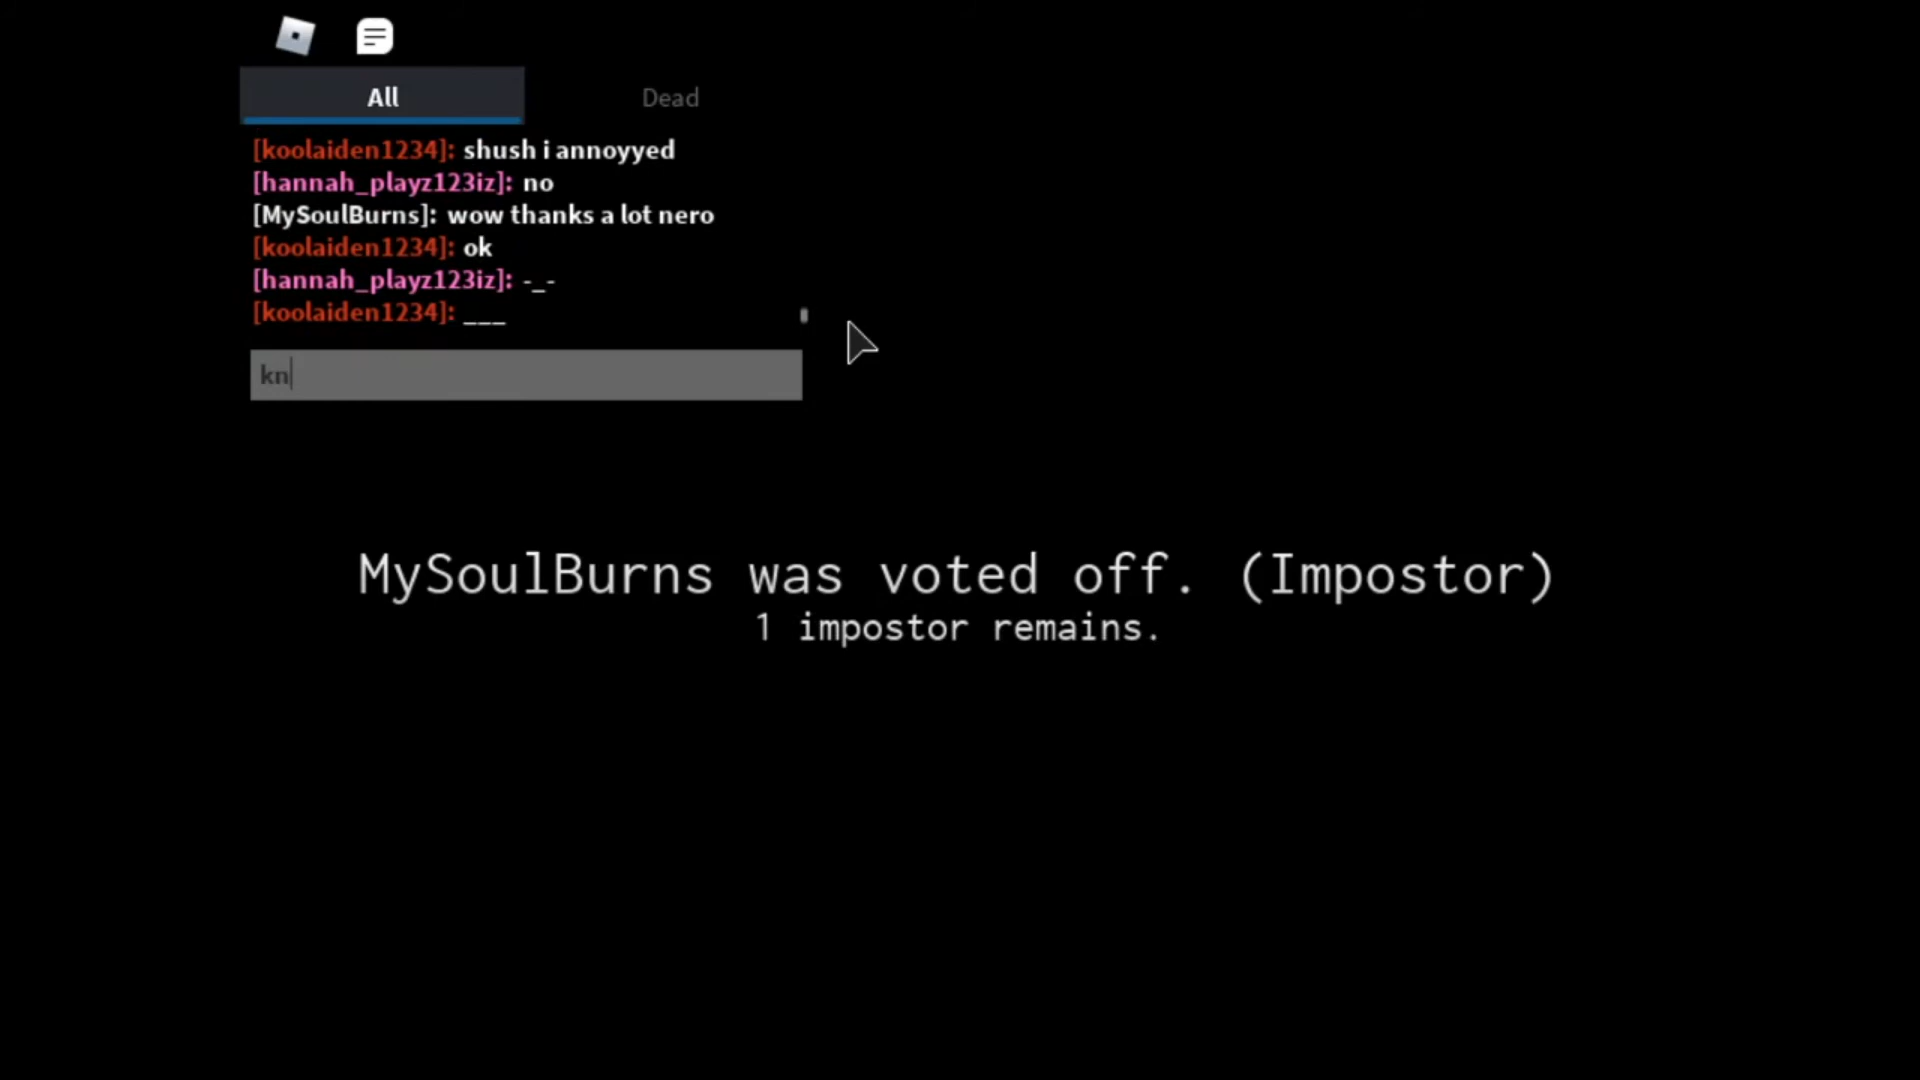 All
Dead
[koolaiden1234]: shush i annoyyed
[hannah_playz123iz]: no
[MySoulBurns]: wow thanks a lot nero
[koolaiden1234]: ok
[hannah_playz123iz]: -_-
[koolaiden1234]: ___
kn
MySoulBurns was voted off. (Impostor)
1 impostor remains.